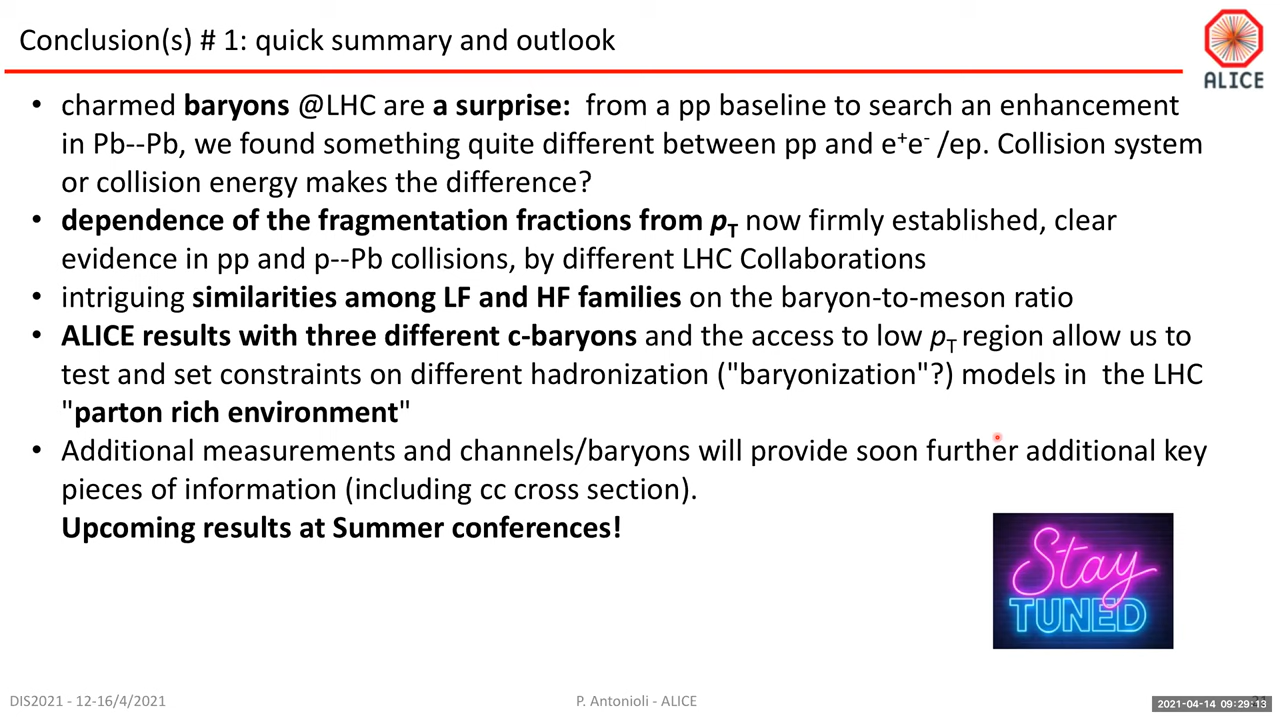 Conclusion(s) # 1: quick summary and outlook
ALICE
• charmed baryons @LHC are a surprise: from a pp baseline to search an enhancement
in Pb--Pb, we found something quite different between pp and e+e- /ep. Collision system
or collision energy makes the difference?
• dependence of the fragmentation fractions from pT now firmly established, clear
evidence in pp and p--Pb collisions, by different LHC Collaborations
• intriguing similarities among LF and HF families on the baryon-to-meson ratio
• ALICE results with three different c-baryons and the access to low pT region allow us to
test and set constraints on different hadronization ("baryonization"?) models in the LHC
"parton rich environment"
• Additional measurements and channels/baryons will provide soon further additional key
pieces of information (including cc cross section).
Upcoming results at Summer conferences!
Stay
TUNED
DIS2021 - 12-16/4/2021
P. Antonioli - ALICE
2021-04-14 09:29:13